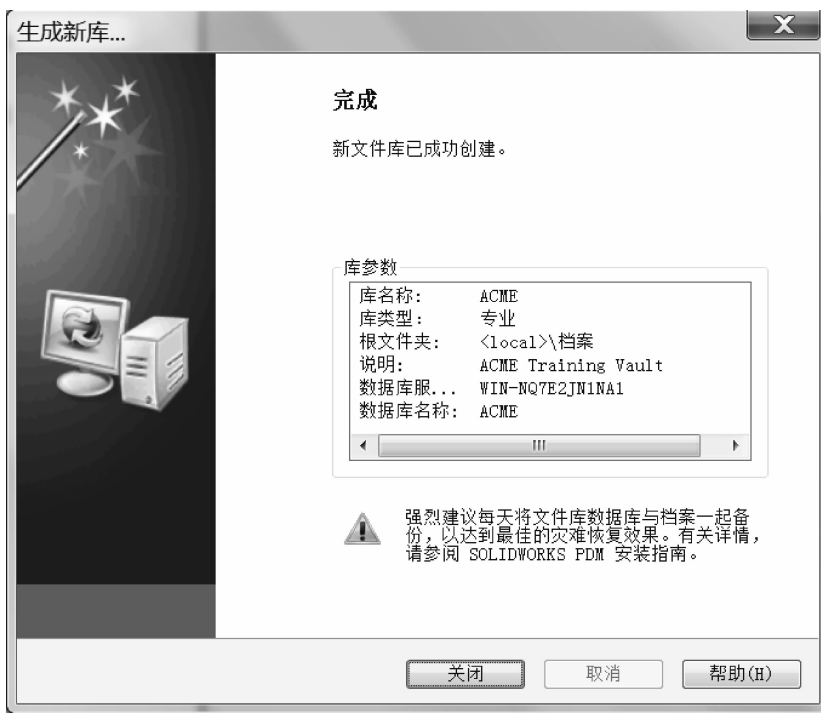 生成新库...
完成
新文件库已成功创建。
库参数
库名称: ACME
库类型: 专业
根文件夹: <local>\档案
说明: ACME Training Vault
数据库服... WIN-NQ7E2JN1NA1
数据库名称: ACME
强烈建议每天将文件库数据库与档案一起备
份，以达到最佳的灾难恢复效果。有关详情，
请参阅 SOLIDWORKS PDM 安装指南。
关闭 取消 帮助(H)